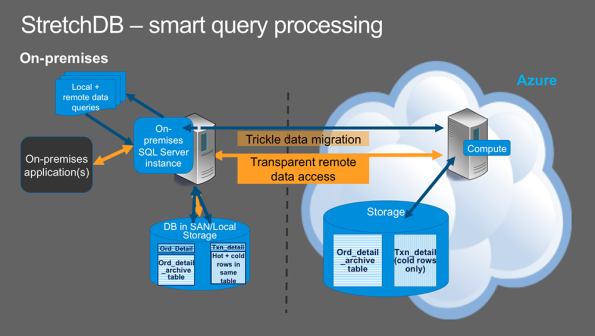 StretchDB – smart query processing
On-premises
Azure
Local +
remote data
queries
On-
premises
SQL Server
instance
On-premises
application(s)
Trickle data migration
Transparent remote
data access
Compute
DB in SAN/Local
Storage
Ord_Detail
Ord_detail
_archive
table
Txn_detail
Hot + cold
rows in
same
table
Storage
Ord_detail
_archive
table
Txn_detail
(cold rows
only)